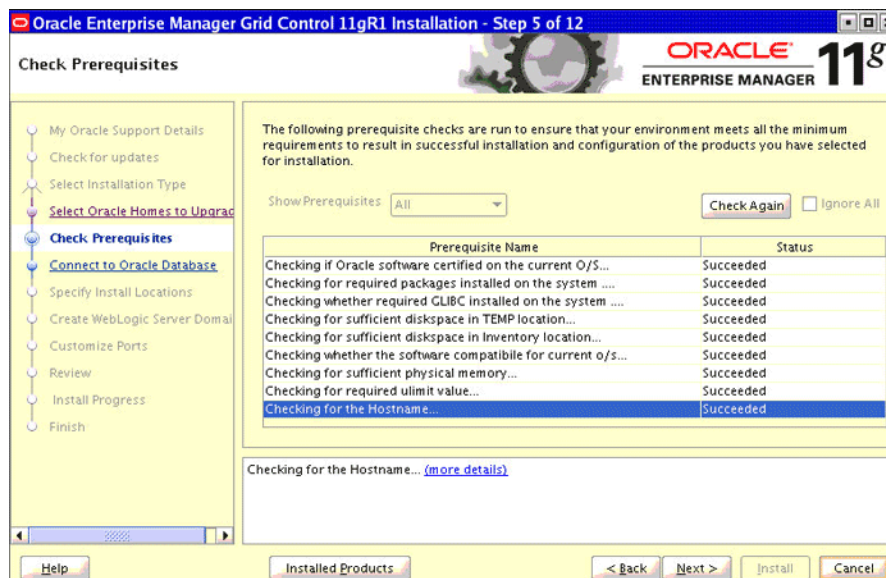 Oracle Enterprise Manager Grid Control 11gR1 Installation - Step 5 of 12
Check Prerequisites
ORACLE
ENTERPRISE MANAGER 11g
My Oracle Support Details
Check for updates
Select Installation Type
Select Oracle Homes to Upgrad
Check Prerequisites
Connect to Oracle Database
Specify Install Locations
Create WebLogic Server Domai
Customize Ports
Review
Install Progress
Finish
The following prerequisite checks are run to ensure that your environment meets all the minimum
requirements to result in successful installation and configuration of the products you have selected
for installation.
Show Prerequisites All Check Again Ignore All
Prerequisite Name Status
Checking if Oracle software certified on the current O/S... Succeeded
Checking for required packages installed on the system .... Succeeded
Checking whether required GLIBC installed on the system .... Succeeded
Checking for sufficient diskspace in TEMP location... Succeeded
Checking for sufficient diskspace in Inventory location... Succeeded
Checking whether the software compatibile for current o/s... Succeeded
Checking for sufficient physical memory... Succeeded
Checking for required ulimit value... Succeeded
Checking for the Hostname... Succeeded
Checking for the Hostname... (more details)
Help Installed Products < Back Next > Install Cancel